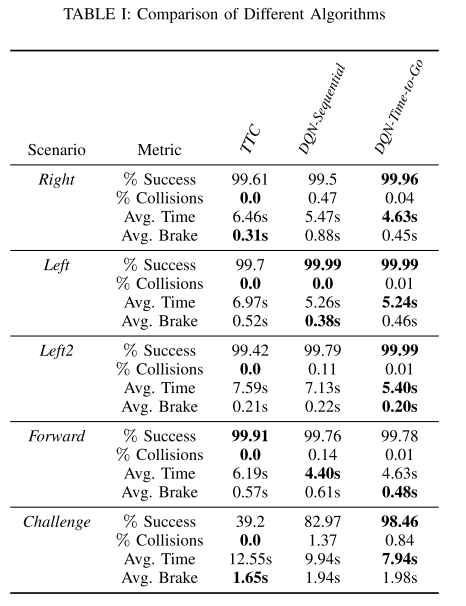 TABLE I: Comparison of Different Algorithms
Scenario Metric TTC DQN-Sequential DQN-Time-to-Go
Right % Success 99.61 99.5 99.96
% Collisions 0.0 0.47 0.04
Avg. Time 6.46s 5.47s 4.63s
Avg. Brake 0.31s 0.88s 0.45s
Left % Success 99.7 99.99 99.99
% Collisions 0.0 0.0 0.01
Avg. Time 6.97s 5.26s 5.24s
Avg. Brake 0.52s 0.38s 0.46s
Left2 % Success 99.42 99.79 99.99
% Collisions 0.0 0.11 0.01
Avg. Time 7.59s 7.13s 5.40s
Avg. Brake 0.21s 0.22s 0.20s
Forward % Success 99.91 99.76 99.78
% Collisions 0.0 0.14 0.01
Avg. Time 6.19s 4.40s 4.63s
Avg. Brake 0.57s 0.61s 0.48s
Challenge % Success 39.2 82.97 98.46
% Collisions 0.0 1.37 0.84
Avg. Time 12.55s 9.94s 7.94s
Avg. Brake 1.65s 1.94s 1.98s